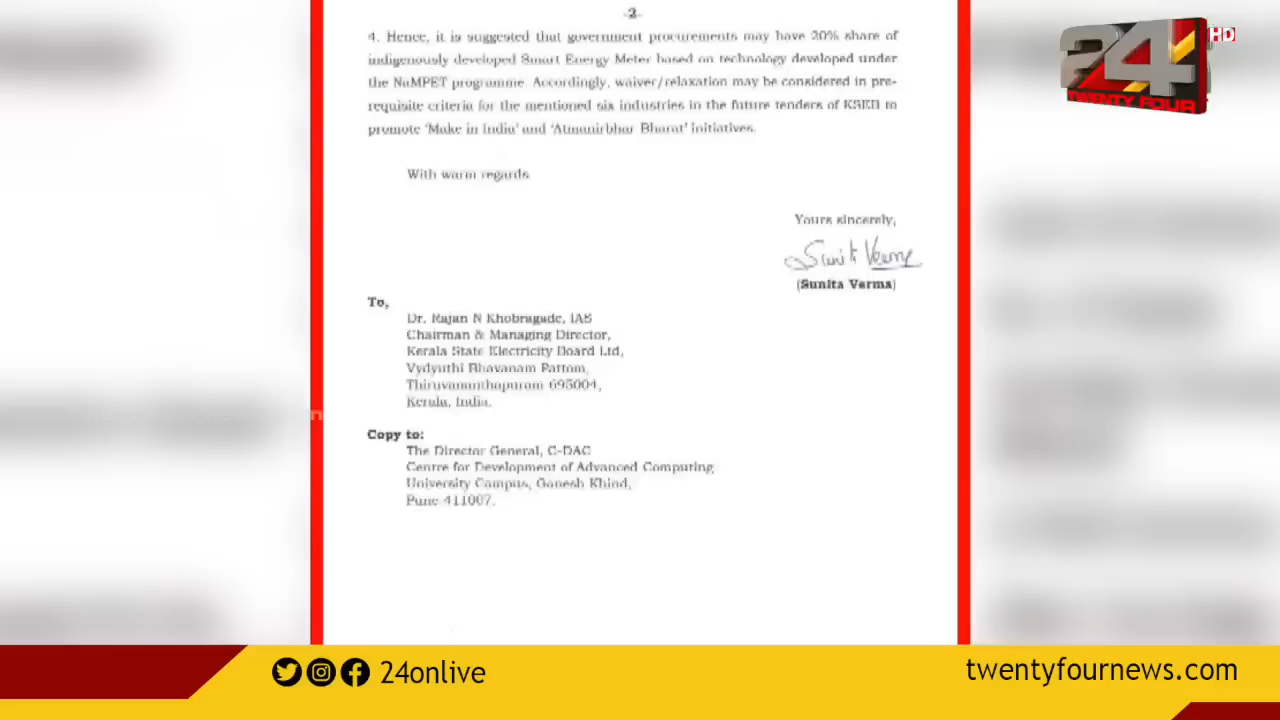 -2-
4. Hence, it is suggested that government procurements may have 20% share of
indigenously developed Smart Energy Meter based on technology developed under
the NaMPET programme. Accordingly, waiver/relaxation may be considered in pre-
requisite criteria for the mentioned six industries in the future tenders of KSEB to
promote 'Make in India' and 'Atmanirbhar Bharat' initiatives.
With warm regards
Yours sincerely,
Sunita Verma
(Sunita Verma)
To,
Dr. Rajan N Khobragade, IAS
Chairman & Managing Director,
Kerala State Electricity Board Ltd,
Vydyuthi Bhavanam Pattom,
Thiruvananthapuram 695004,
Kerala, India.
Copy to:
The Director General, C-DAC
Centre for Development of Advanced Computing
University Campus, Ganesh Khind,
Pune 411007.
24
TWENTY FOUR
HD
24onlive
twentyfournews.com